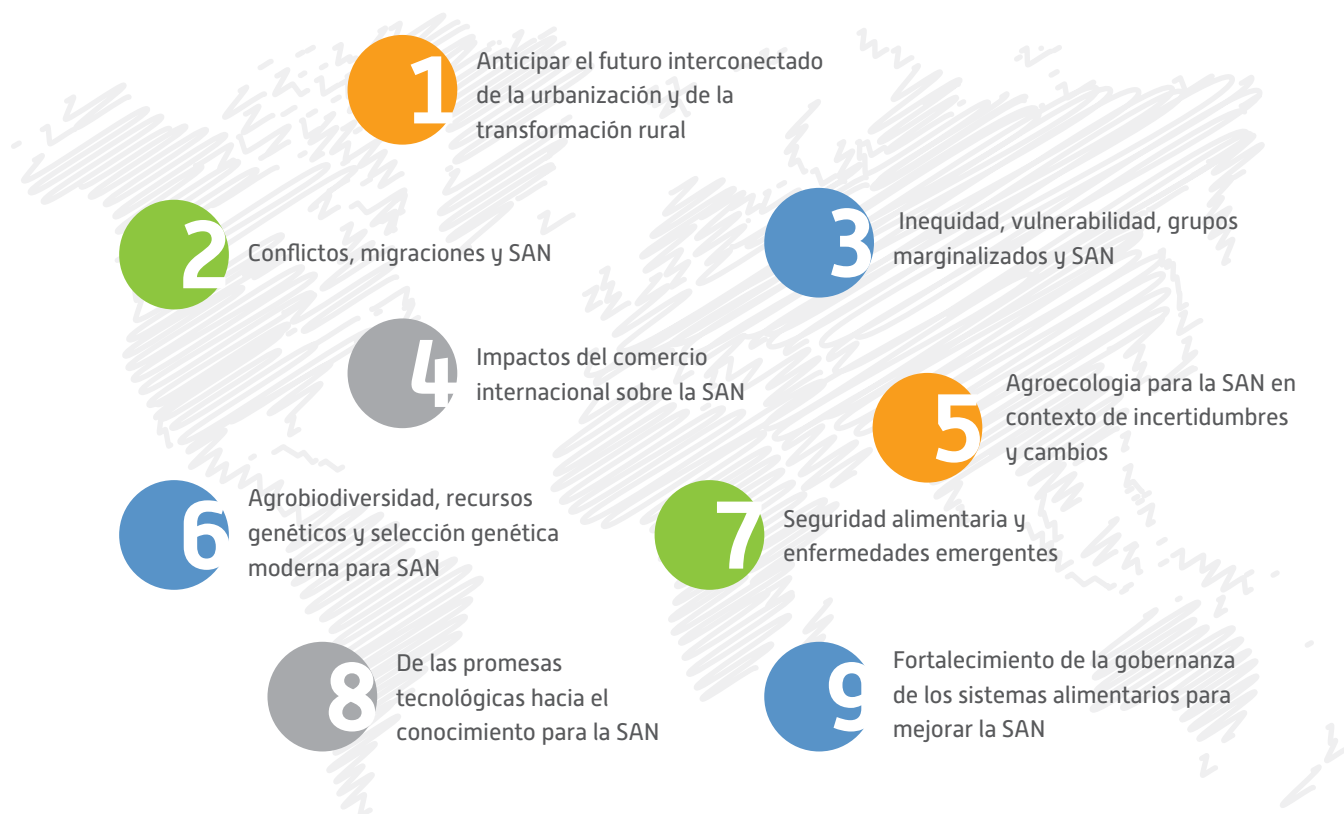 1
Anticipar el futuro interconectado
de la urbanización y de la
transformación rural
2
Conflictos, migraciones y SAN
3
Inequidad, vulnerabilidad, grupos
marginalizados y SAN
4
Impactos del comercio
internacional sobre la SAN
5
Agroecologia para la SAN en
contexto de incertidumbres
y cambios
6
Agrobiodiversidad, recursos
genéticos y selección genética
moderna para SAN
7
Seguridad alimentaria y
enfermedades emergentes
8
De las promesas
tecnológicas hacia el
conocimiento para la SAN
9
Fortalecimiento de la gobernanza
de los sistemas alimentarios para
mejorar la SAN